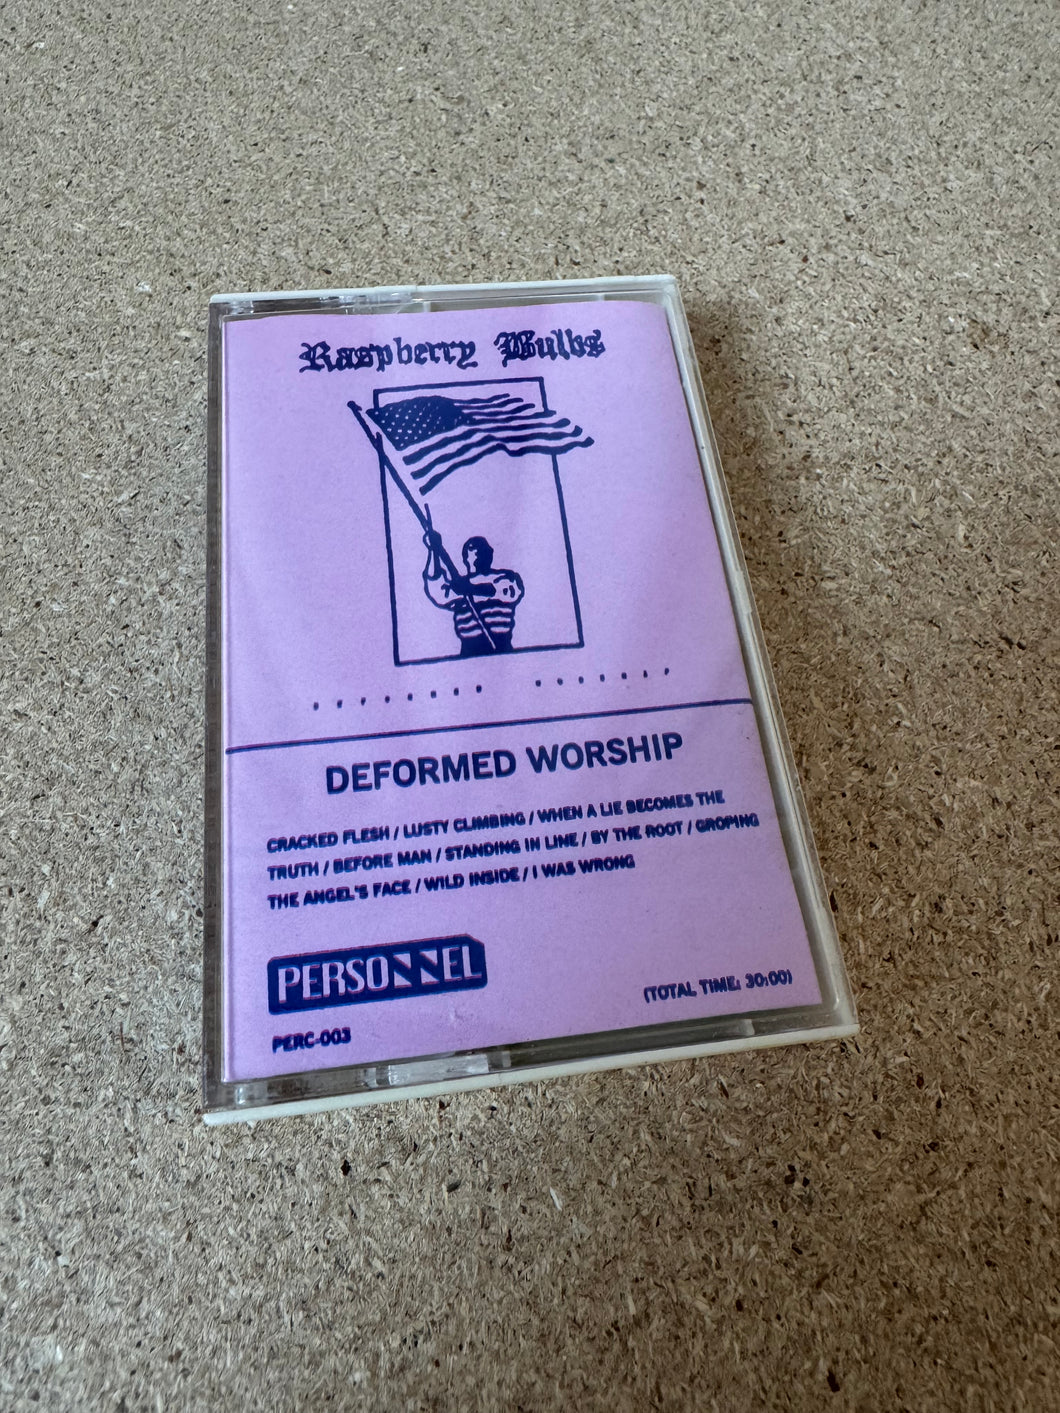 Raspberry Bulbs
DEFORMED WORSHIP
CRACKED FLESH / LUSTY CLIMBING / WHEN A LIE BECOMES THE
TRUTH / BEFORE MAN / STANDING IN LINE / BY THE ROOT / GROPING
THE ANGEL'S FACE / WILD INSIDE / I WAS WRONG
PERSONNEL
(TOTAL TIME: 30:00)
PERC-003